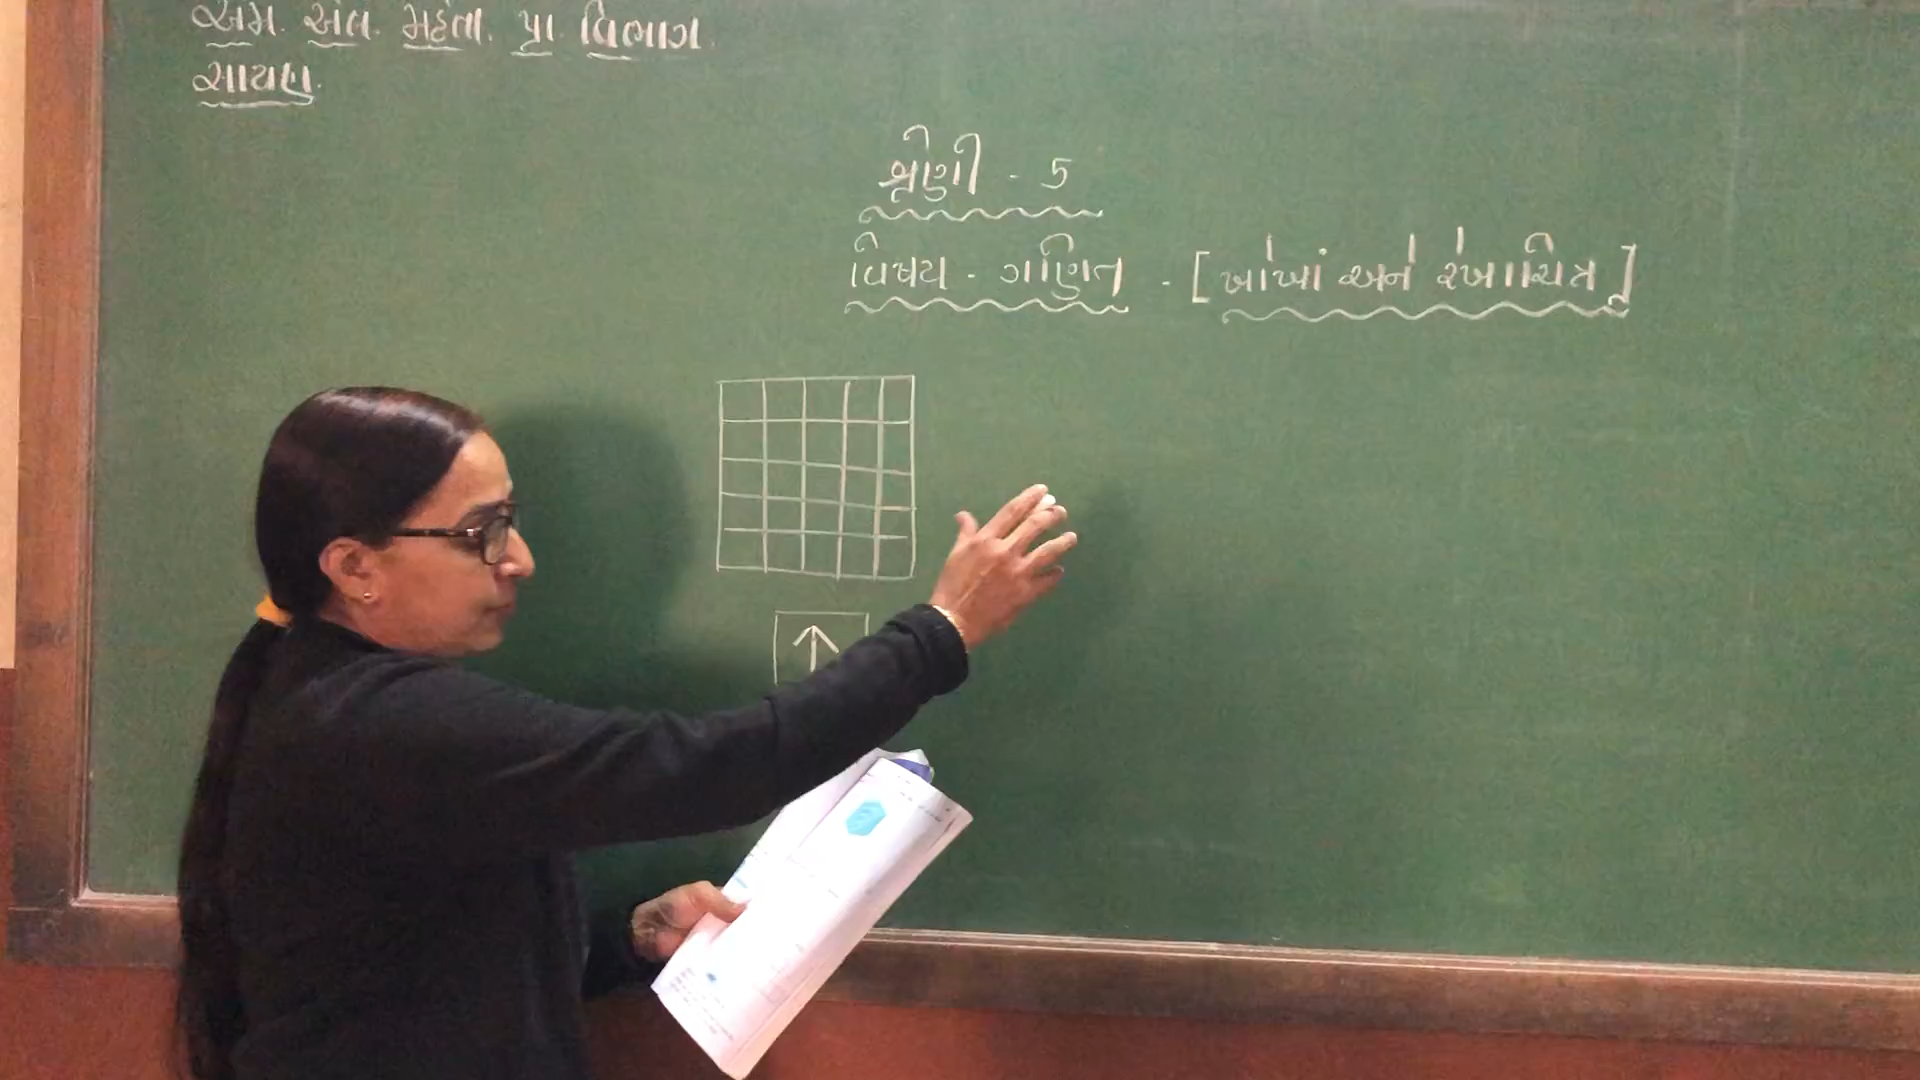 એમ. એલ. મહેતા. પ્રા. વિભાગ.
સાયણ.
શ્રેણી - 5
વિષય - ગણિત - [ખોખાં અને રેખાચિત્ર]